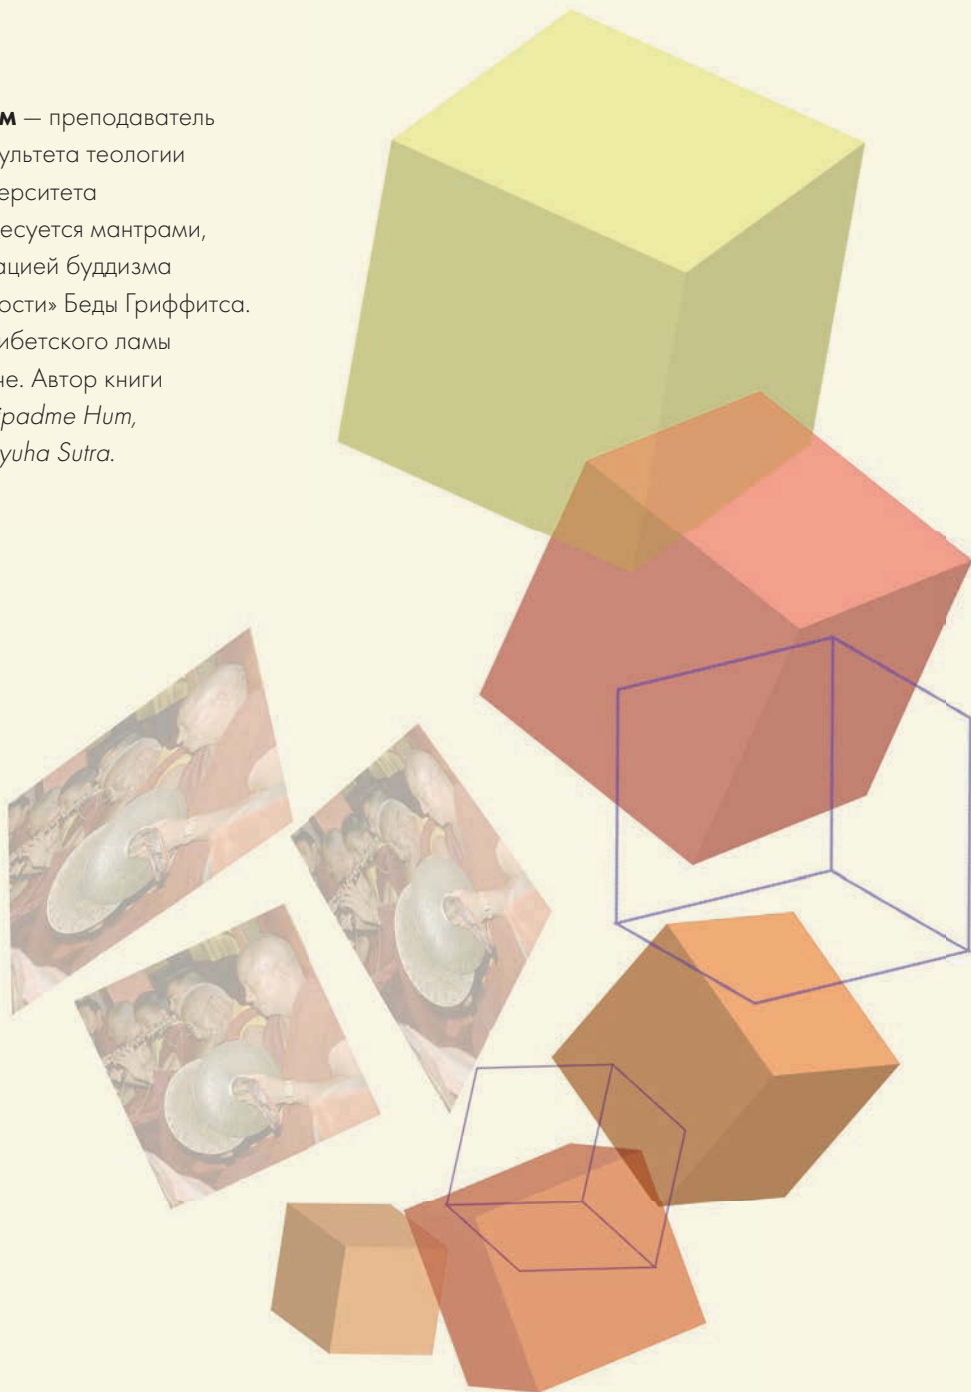 м — преподаватель
ультета теологии
ерситета
есуется мантрами,
ацией буддизма
ости» Беды Гриффитса.
ибетского ламы
не. Автор книги
ipadme Hum,
yuha Sutra.